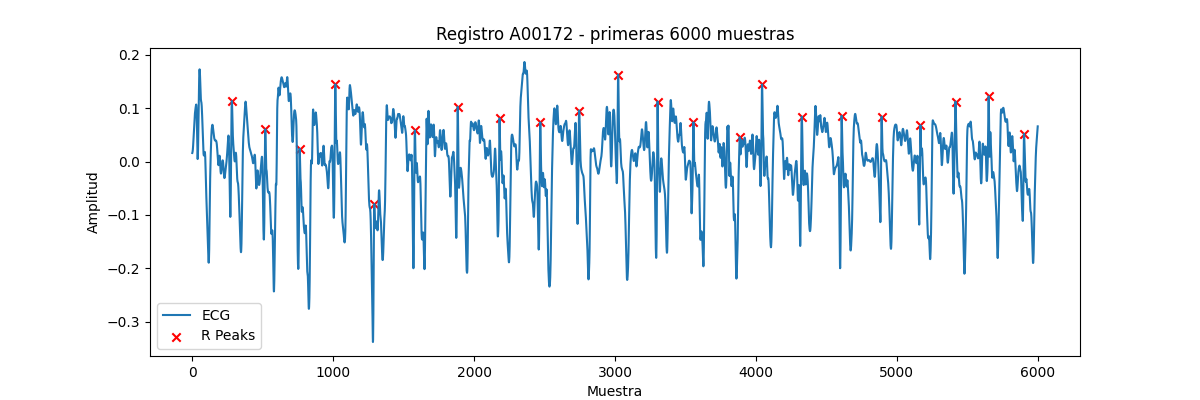 Registro A00172 - primeras 6000 muestras
Amplitud
0.2
0.1
0.0
−0.1
−0.2
−0.3
ECG
R Peaks
0 1000 2000 3000 4000 5000 6000
Muestra